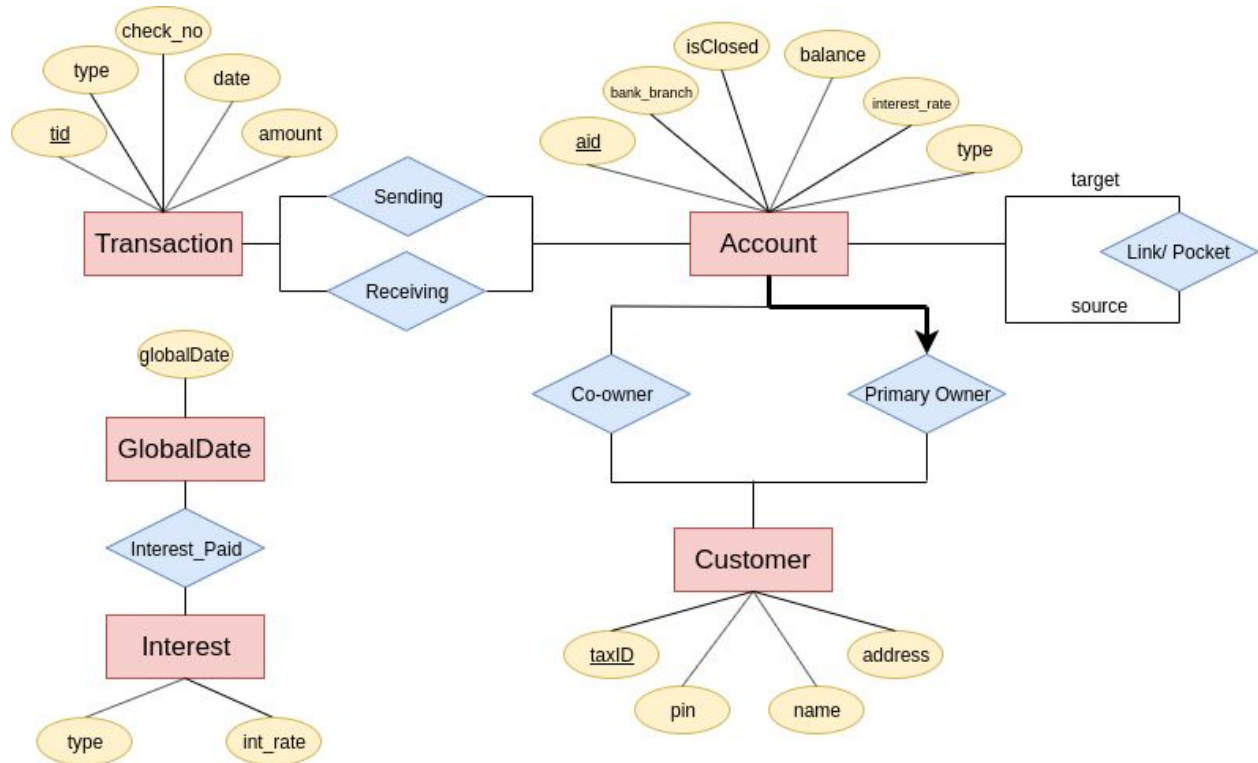 check_no
type
date
tid
amount
isClosed
balance
bank_branch
interest_rate
aid
type
Transaction
Sending
Receiving
Account
target
Link/ Pocket
source
globalDate
GlobalDate
Interest_Paid
Interest
type
int_rate
Co-owner
Primary Owner
Customer
taxID
address
pin
name